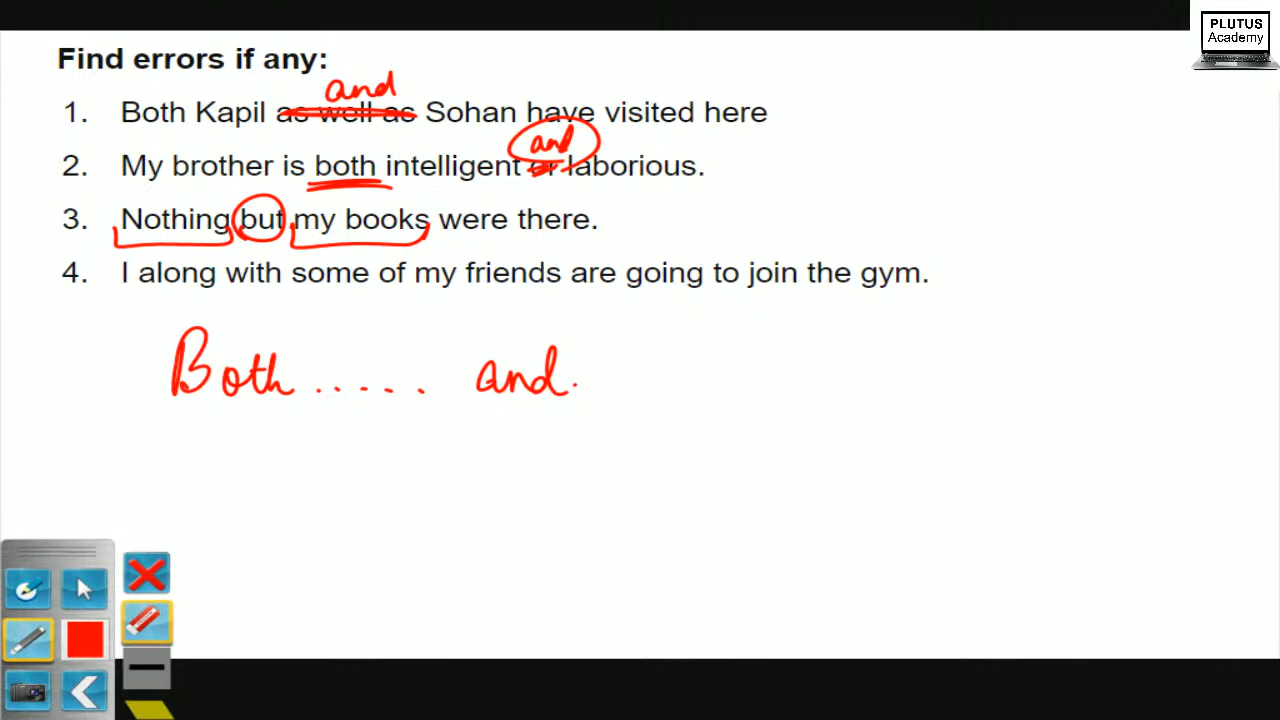 PLUTUS
Academy
Find errors if any:
and
1. Both Kapil as well as Sohan have visited here
and
2. My brother is both intelligent or laborious.
3. Nothing but my books were there.
4. I along with some of my friends are going to join the gym.
Both ..... and.